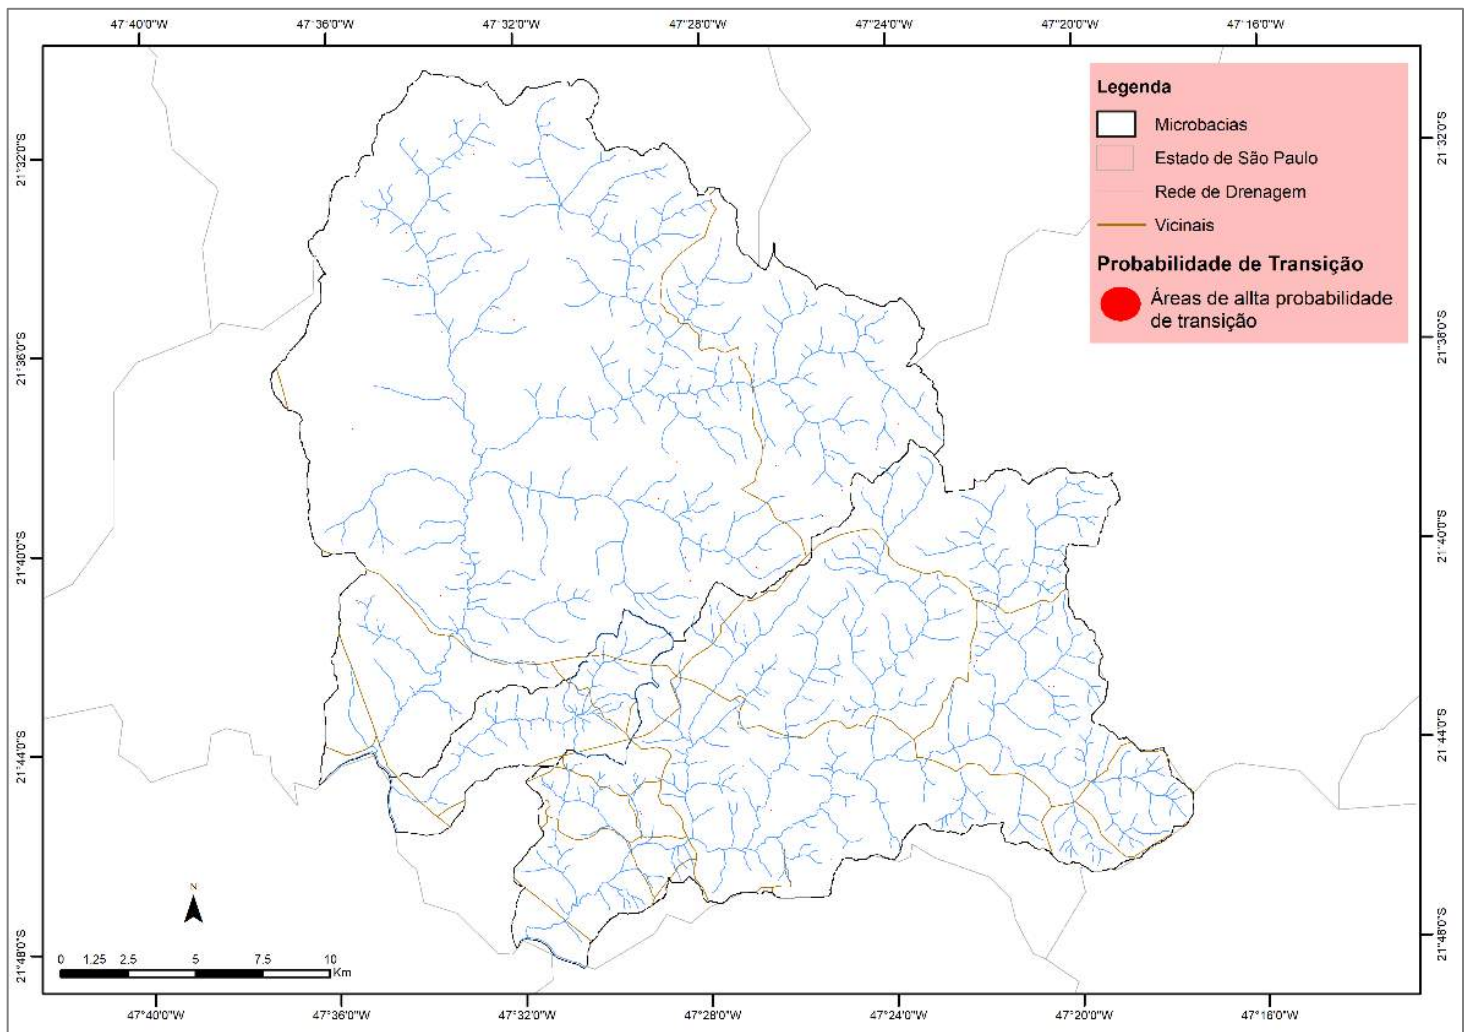 47°40'0"W 47°36'0"W 47°32'0"W 47°28'0"W 47°24'0"W 47°20'0"W 47°16'0"W
Legenda
Microbacias
Estado de São Paulo
Rede de Drenagem
Vicinais
Probabilidade de Transição
Áreas de allta probabilidade
de transição
21°32'0"S
21°36'0"S
21°40'0"S
21°44'0"S
21°48'0"S
21°32'0"S
21°36'0"S
21°40'0"S
21°44'0"S
21°48'0"S
N
0 1.25 2.5 5 7.5 10
Km
47°40'0"W 47°36'0"W 47°32'0"W 47°28'0"W 47°24'0"W 47°20'0"W 47°16'0"W